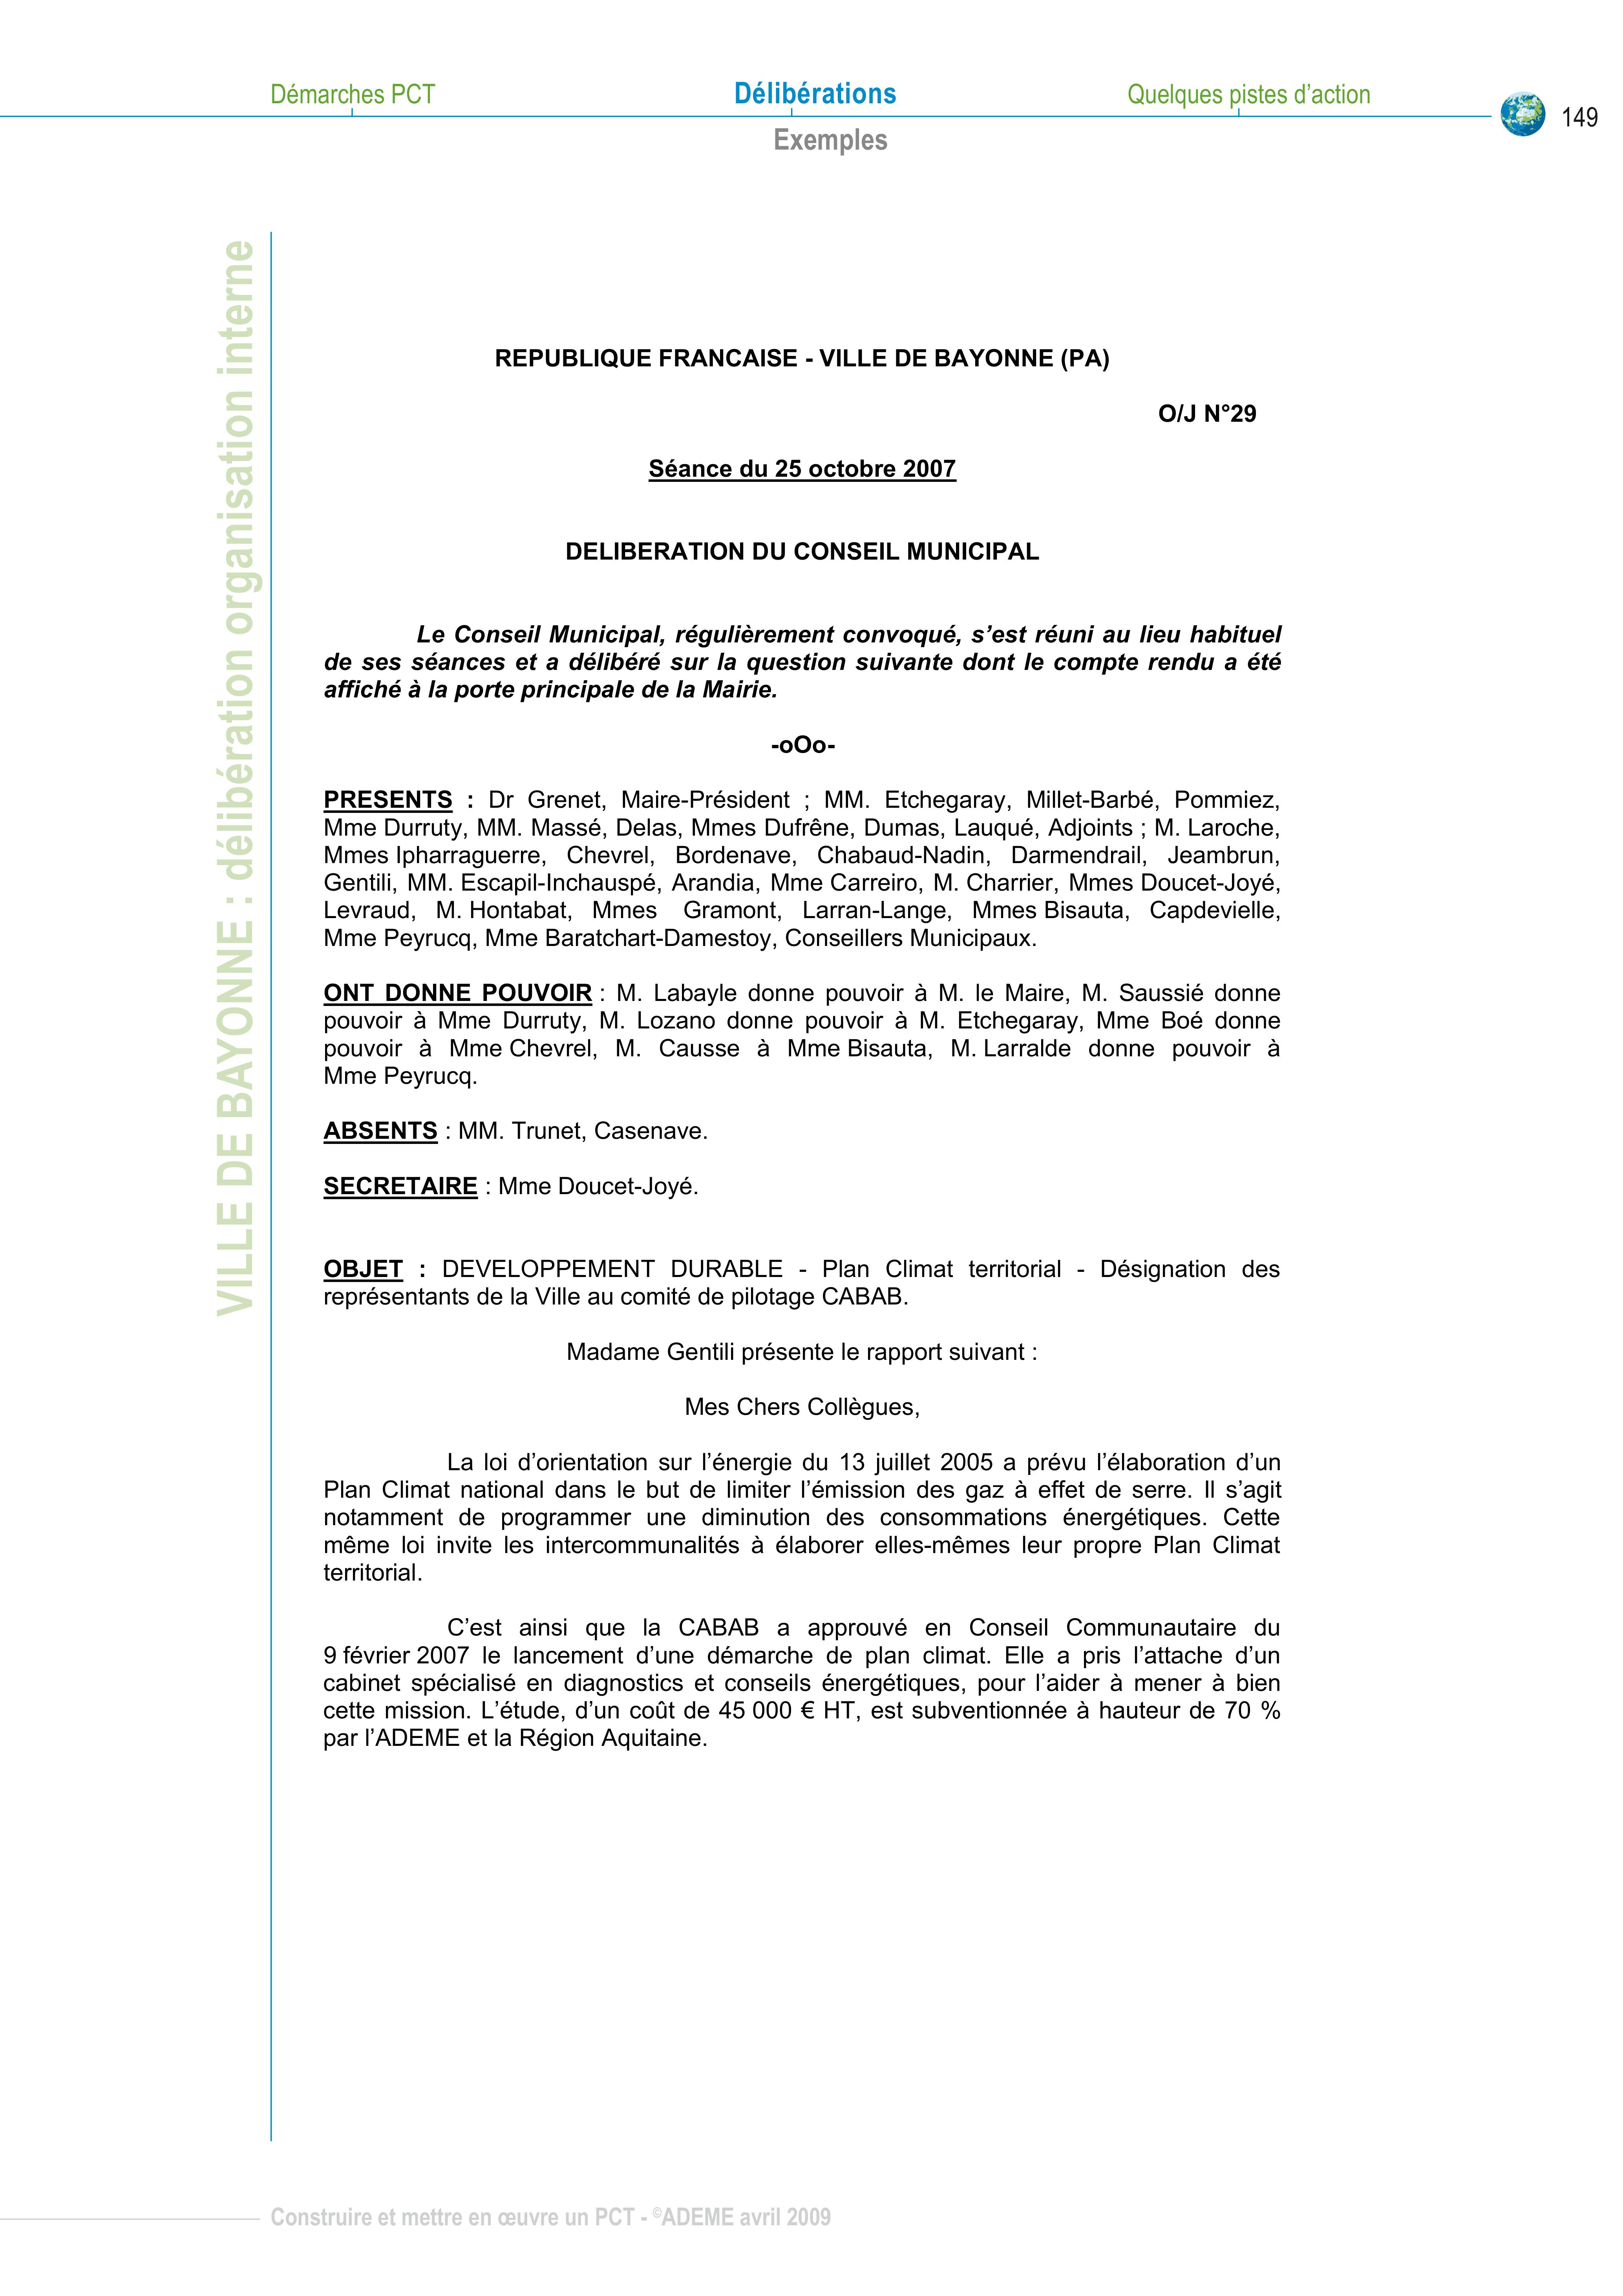 Démarches PCT
Délibérations
Quelques pistes d’action
149
Exemples
VILLE DE BAYONNE : délibération organisation interne
REPUBLIQUE FRANCAISE - VILLE DE BAYONNE (PA)
O/J N°29
Séance du 25 octobre 2007
DELIBERATION DU CONSEIL MUNICIPAL
Le Conseil Municipal, régulièrement convoqué, s’est réuni au lieu habituel
de ses séances et a délibéré sur la question suivante dont le compte rendu a été
affiché à la porte principale de la Mairie.
-oOo-
PRESENTS : Dr Grenet, Maire-Président ; MM. Etchegaray, Millet-Barbé, Pommiez,
Mme Durruty, MM. Massé, Delas, Mmes Dufrêne, Dumas, Lauqué, Adjoints ; M. Laroche,
Mmes Ipharraguerre, Chevrel, Bordenave, Chabaud-Nadin, Darmendrail, Jeambrun,
Gentili, MM. Escapil-Inchauspé, Arandia, Mme Carreiro, M. Charrier, Mmes Doucet-Joyé,
Levraud, M. Hontabat, Mmes Gramont, Larran-Lange, Mmes Bisauta, Capdevielle,
Mme Peyrucq, Mme Baratchart-Damestoy, Conseillers Municipaux.
ONT DONNE POUVOIR : M. Labayle donne pouvoir à M. le Maire, M. Saussié donne
pouvoir à Mme Durruty, M. Lozano donne pouvoir à M. Etchegaray, Mme Boé donne
pouvoir à Mme Chevrel, M. Causse à Mme Bisauta, M. Larralde donne pouvoir à
Mme Peyrucq.
ABSENTS : MM. Trunet, Casenave.
SECRETAIRE : Mme Doucet-Joyé.
OBJET : DEVELOPPEMENT DURABLE - Plan Climat territorial - Désignation des
représentants de la Ville au comité de pilotage CABAB.
Madame Gentili présente le rapport suivant :
Mes Chers Collègues,
La loi d’orientation sur l’énergie du 13 juillet 2005 a prévu l’élaboration d’un
Plan Climat national dans le but de limiter l’émission des gaz à effet de serre. Il s’agit
notamment de programmer une diminution des consommations énergétiques. Cette
même loi invite les intercommunalités à élaborer elles-mêmes leur propre Plan Climat
territorial.
C’est ainsi que la CABAB a approuvé en Conseil Communautaire du
9 février 2007 le lancement d’une démarche de plan climat. Elle a pris l’attache d’un
cabinet spécialisé en diagnostics et conseils énergétiques, pour l’aider à mener à bien
cette mission. L’étude, d’un coût de 45 000 € HT, est subventionnée à hauteur de 70 %
par l’ADEME et la Région Aquitaine.
Construire et mettre en œuvre un PCT - ©ADEME avril 2009